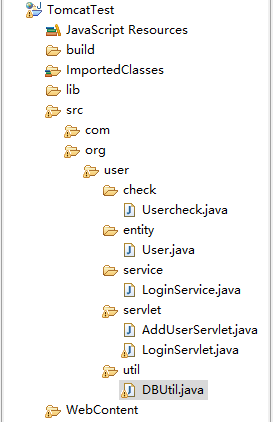 TomcatTest
JavaScript Resources
build
ImportedClasses
lib
src
com
org
user
check
Usercheck.java
entity
User.java
service
LoginService.java
servlet
AddUserServlet.java
LoginServlet.java
util
DBUtil.java
WebContent